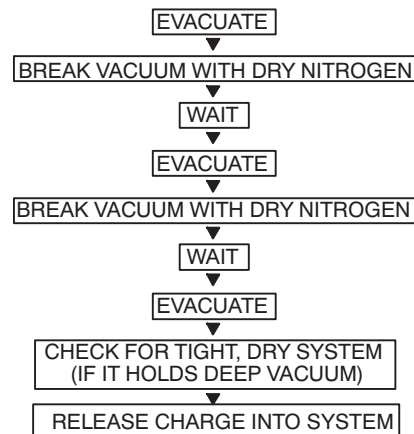 EVACUATE
BREAK VACUUM WITH DRY NITROGEN
WAIT
EVACUATE
BREAK VACUUM WITH DRY NITROGEN
WAIT
EVACUATE
CHECK FOR TIGHT, DRY SYSTEM
(IF IT HOLDS DEEP VACUUM)
RELEASE CHARGE INTO SYSTEM